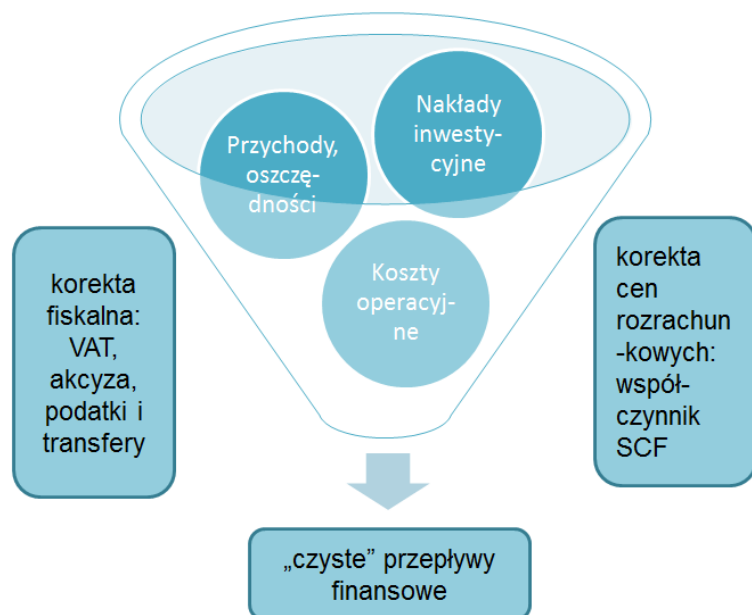 Nakłady
inwesty-
cyjne
Przychody,
oszczę-
dności
Koszty
operacyj-
ne
korekta
fiskalna:
VAT,
akcyza,
podatki i
transfery
korekta
cen
rozrachun
-kowych:
współ-
czynnik
SCF
„czyste” przepływy
finansowe